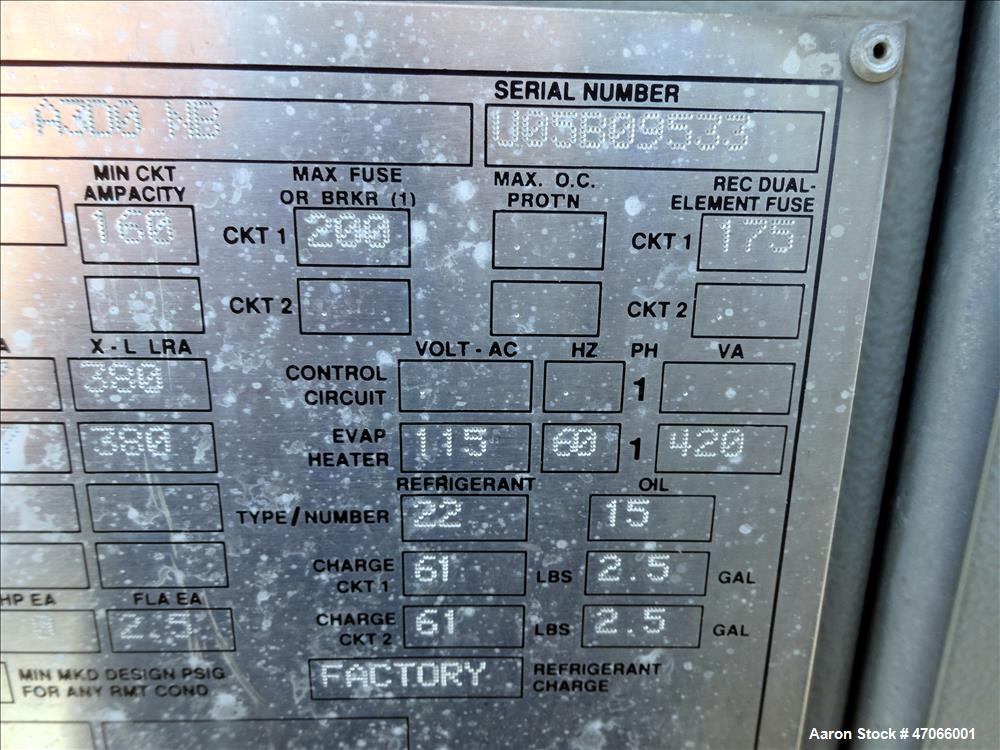 SERIAL NUMBER
A3D0 NB U05B09533
MIN CKT AMPACITY MAX FUSE OR BRKR (1) MAX. O.C. PROT'N REC DUAL-ELEMENT FUSE
160 CKT 1 200 CKT 1 175
CKT 2 CKT 2
X - L LRA VOLT - AC HZ PH VA
380 CONTROL CIRCUIT 1
380 EVAP HEATER 115 60 1 420
REFRIGERANT OIL
TYPE/NUMBER 22 15
CHARGE CKT 1 61 LBS 2.5 GAL
HP EA FLA EA
2.5 CHARGE CKT 2 61 LBS 2.5 GAL
MIN MKD DESIGN PSIG FOR ANY RMT COND FACTORY REFRIGERANT CHARGE
Aaron Stock # 47066001